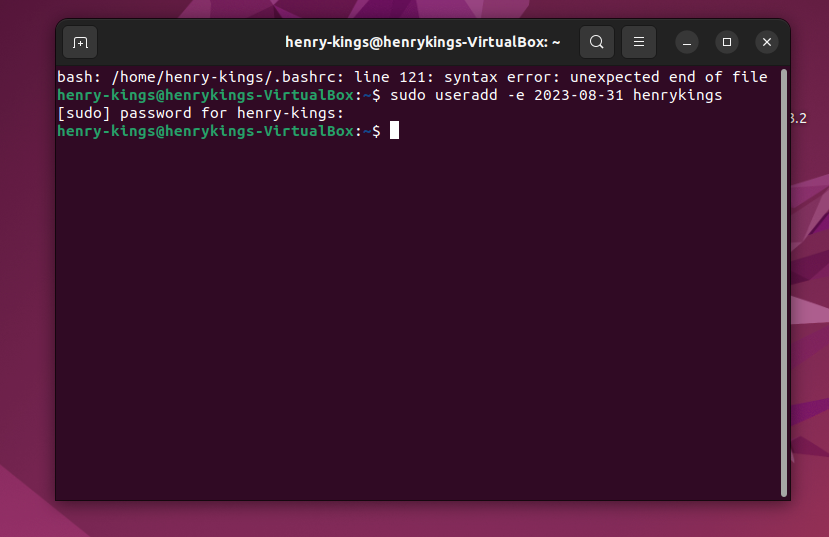 henry-kings@henrykings-VirtualBox: ~
bash: /home/henry-kings/.bashrc: line 121: syntax error: unexpected end of file
henry-kings@henrykings-VirtualBox:~$ sudo useradd -e 2023-08-31 henrykings
[sudo] password for henry-kings:
henry-kings@henrykings-VirtualBox:~$
3.2